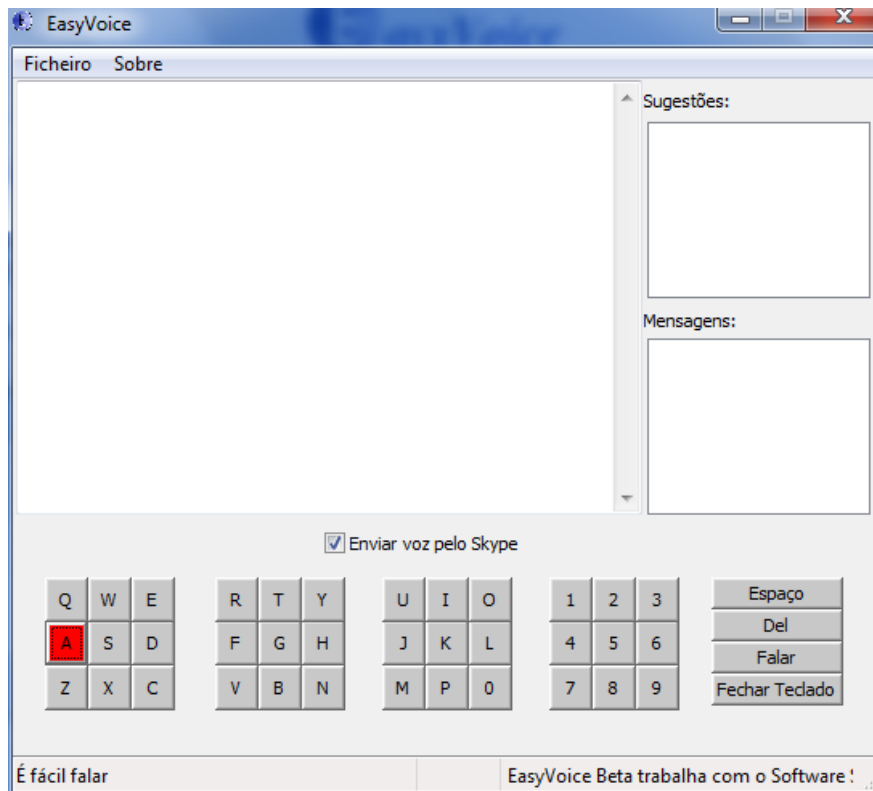 EasyVoice
Ficheiro Sobre
Sugestões:
Mensagens:
Enviar voz pelo Skype
Q W E R T Y U I O 1 2 3 Espaço
A S D F G H J K L 4 5 6 Del
Falar
Z X C V B N M P 0 7 8 9 Fechar Teclado
É fácil falar EasyVoice Beta trabalha com o Software